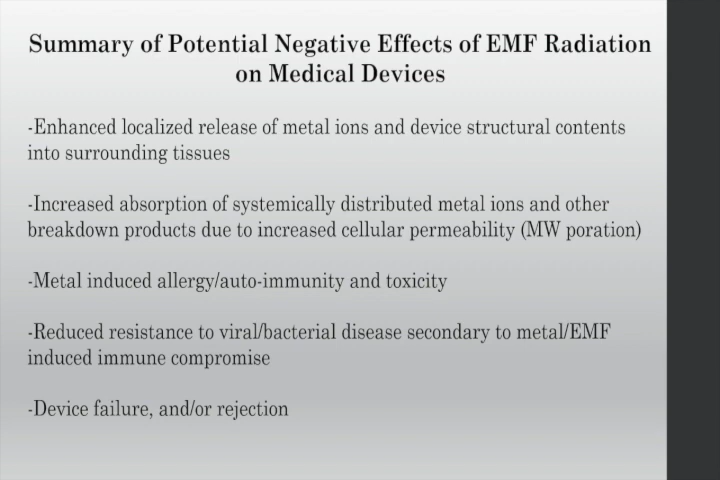 Summary of Potential Negative Effects of EMF Radiation
on Medical Devices
-Enhanced localized release of metal ions and device structural contents
into surrounding tissues
-Increased absorption of systemically distributed metal ions and other
breakdown products due to increased cellular permeability (MW poration)
-Metal induced allergy/auto-immunity and toxicity
-Reduced resistance to viral/bacterial disease secondary to metal/EMF
induced immune compromise
-Device failure, and/or rejection